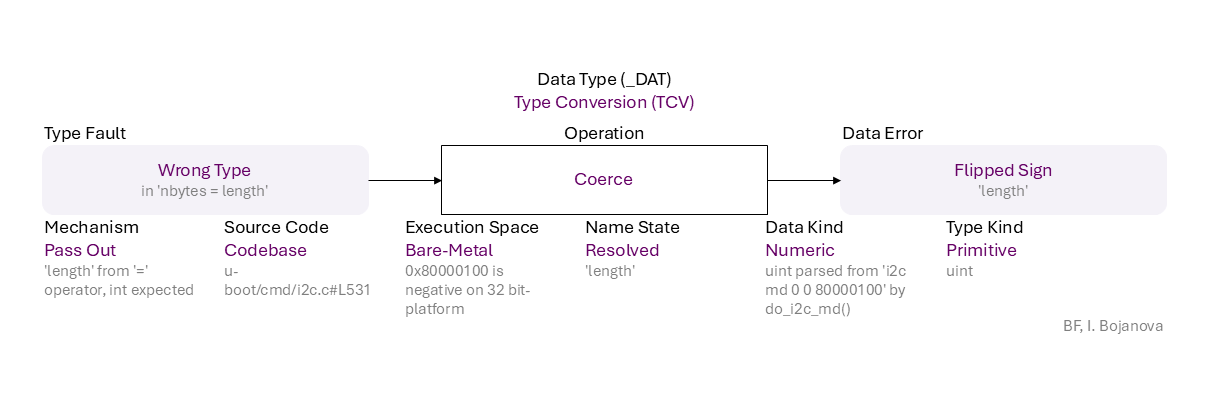 Data Type (_DAT)
Type Conversion (TCV)
Type Fault
Operation
Data Error
Wrong Type
in 'nbytes = length'
Coerce
Flipped Sign
'length'
Mechanism
Pass Out
'length' from '='
operator, int expected
Source Code
Codebase
u-
boot/cmd/i2c.c#L531
Execution Space
Bare-Metal
0x80000100 is
negative on 32 bit-
platform
Name State
Resolved
'length'
Data Kind
Numeric
uint parsed from 'i2c
md 0 0 80000100' by
do_i2c_md()
Type Kind
Primitive
uint
BF, I. Bojanova